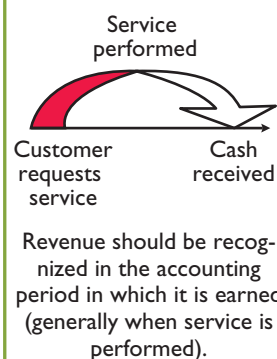 Service
performed
Customer
requests
service
Cash
received
Revenue should be recog-
nized in the accounting
period in which it is earned
(generally when service is
performed).